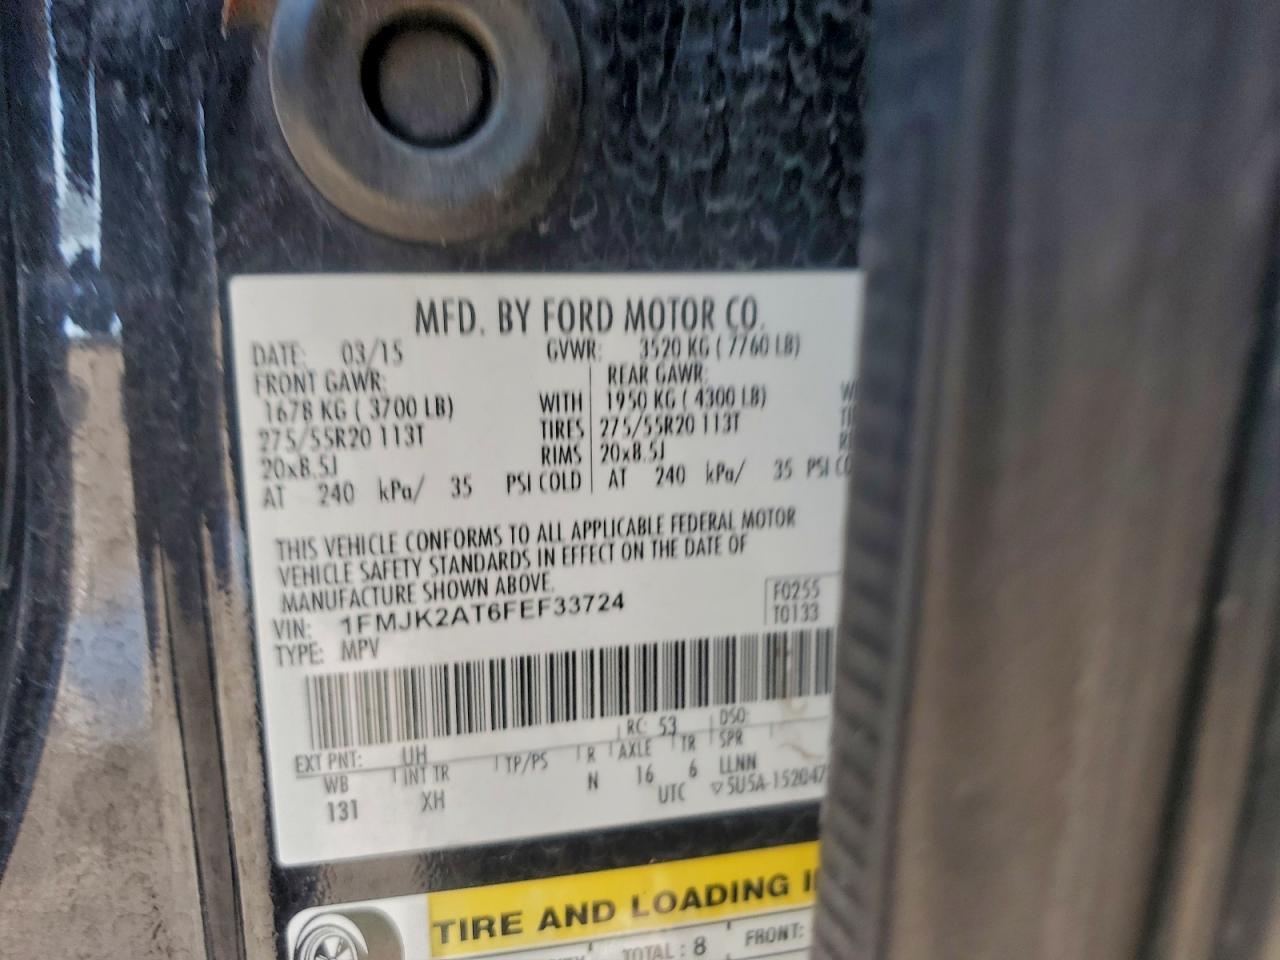 MFD. BY FORD MOTOR CO.
DATE: 03/15 GVWR: 3520 KG ( 7760 LB)
FRONT GAWR: REAR GAWR:
1678 KG ( 3700 LB) WITH 1950 KG ( 4300 LB)
275/55R20 113T TIRES 275/55R20 113T
20x8.5J RIMS 20x8.5J
AT 240 kPa/ 35 PSI COLD AT 240 kPa/ 35 PSI CO
THIS VEHICLE CONFORMS TO ALL APPLICABLE FEDERAL MOTOR
VEHICLE SAFETY STANDARDS IN EFFECT ON THE DATE OF
MANUFACTURE SHOWN ABOVE.
VIN: 1FMJK2AT6FEF33724 F0255
TYPE: MPV T0133
EXT PNT: UH RC: 53 DSO:
WB INT TR TP/PS R AXLE TR SPR
131 XH N 16 6 LLNN
UTC ▽5U5A-152047
TIRE AND LOADING I
TOTAL : 8 FRONT: